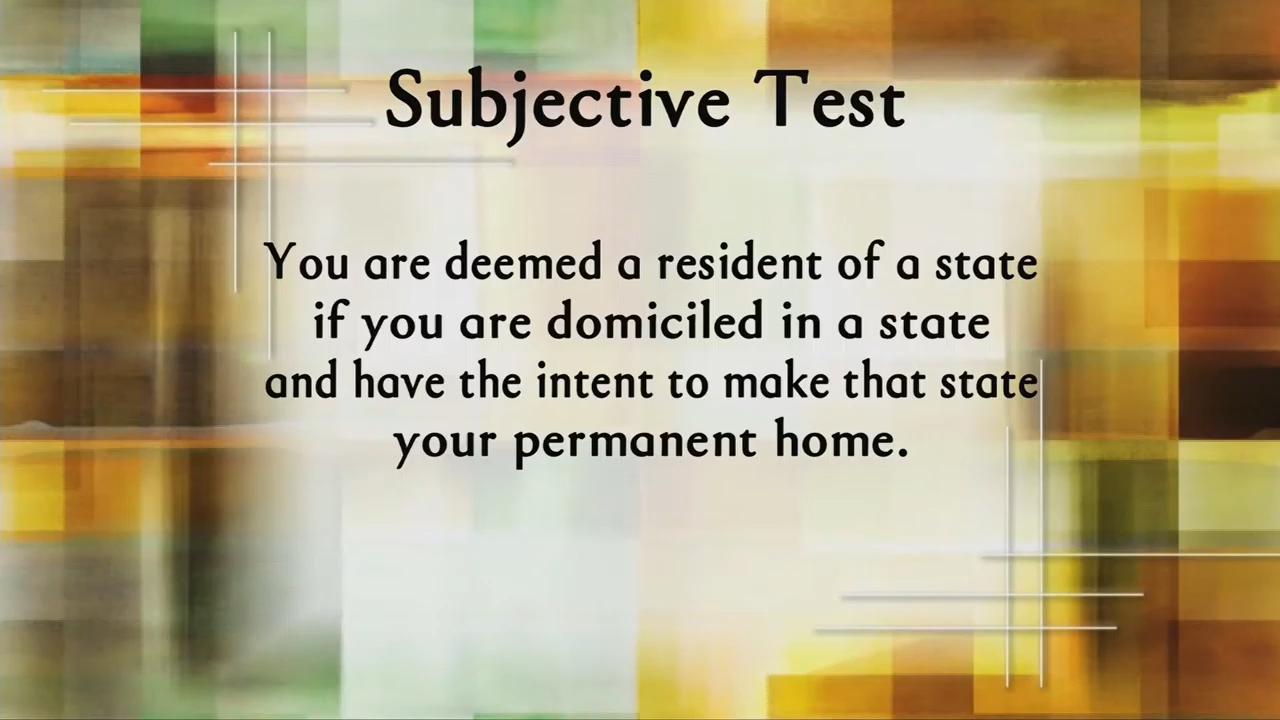 Subjective Test
You are deemed a resident of a state
if you are domiciled in a state
and have the intent to make that state
your permanent home.